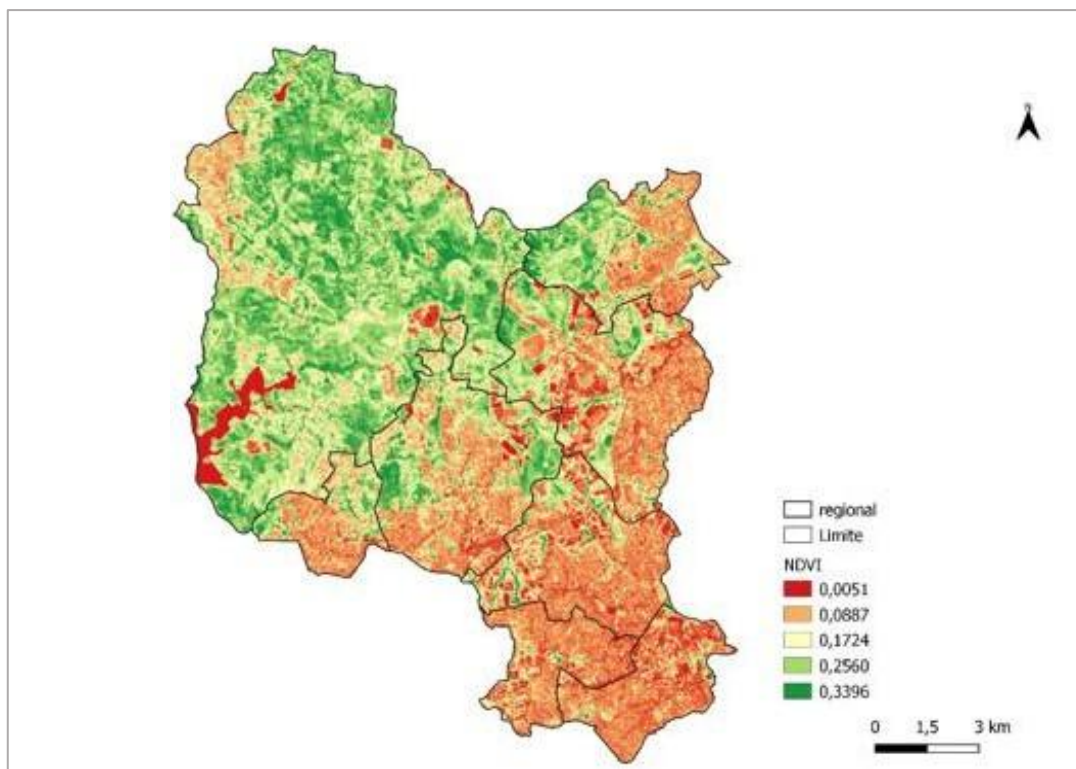 N
regional
Limite
NDVI
0,0051
0,0887
0,1724
0,2560
0,3396
0 1,5 3 km